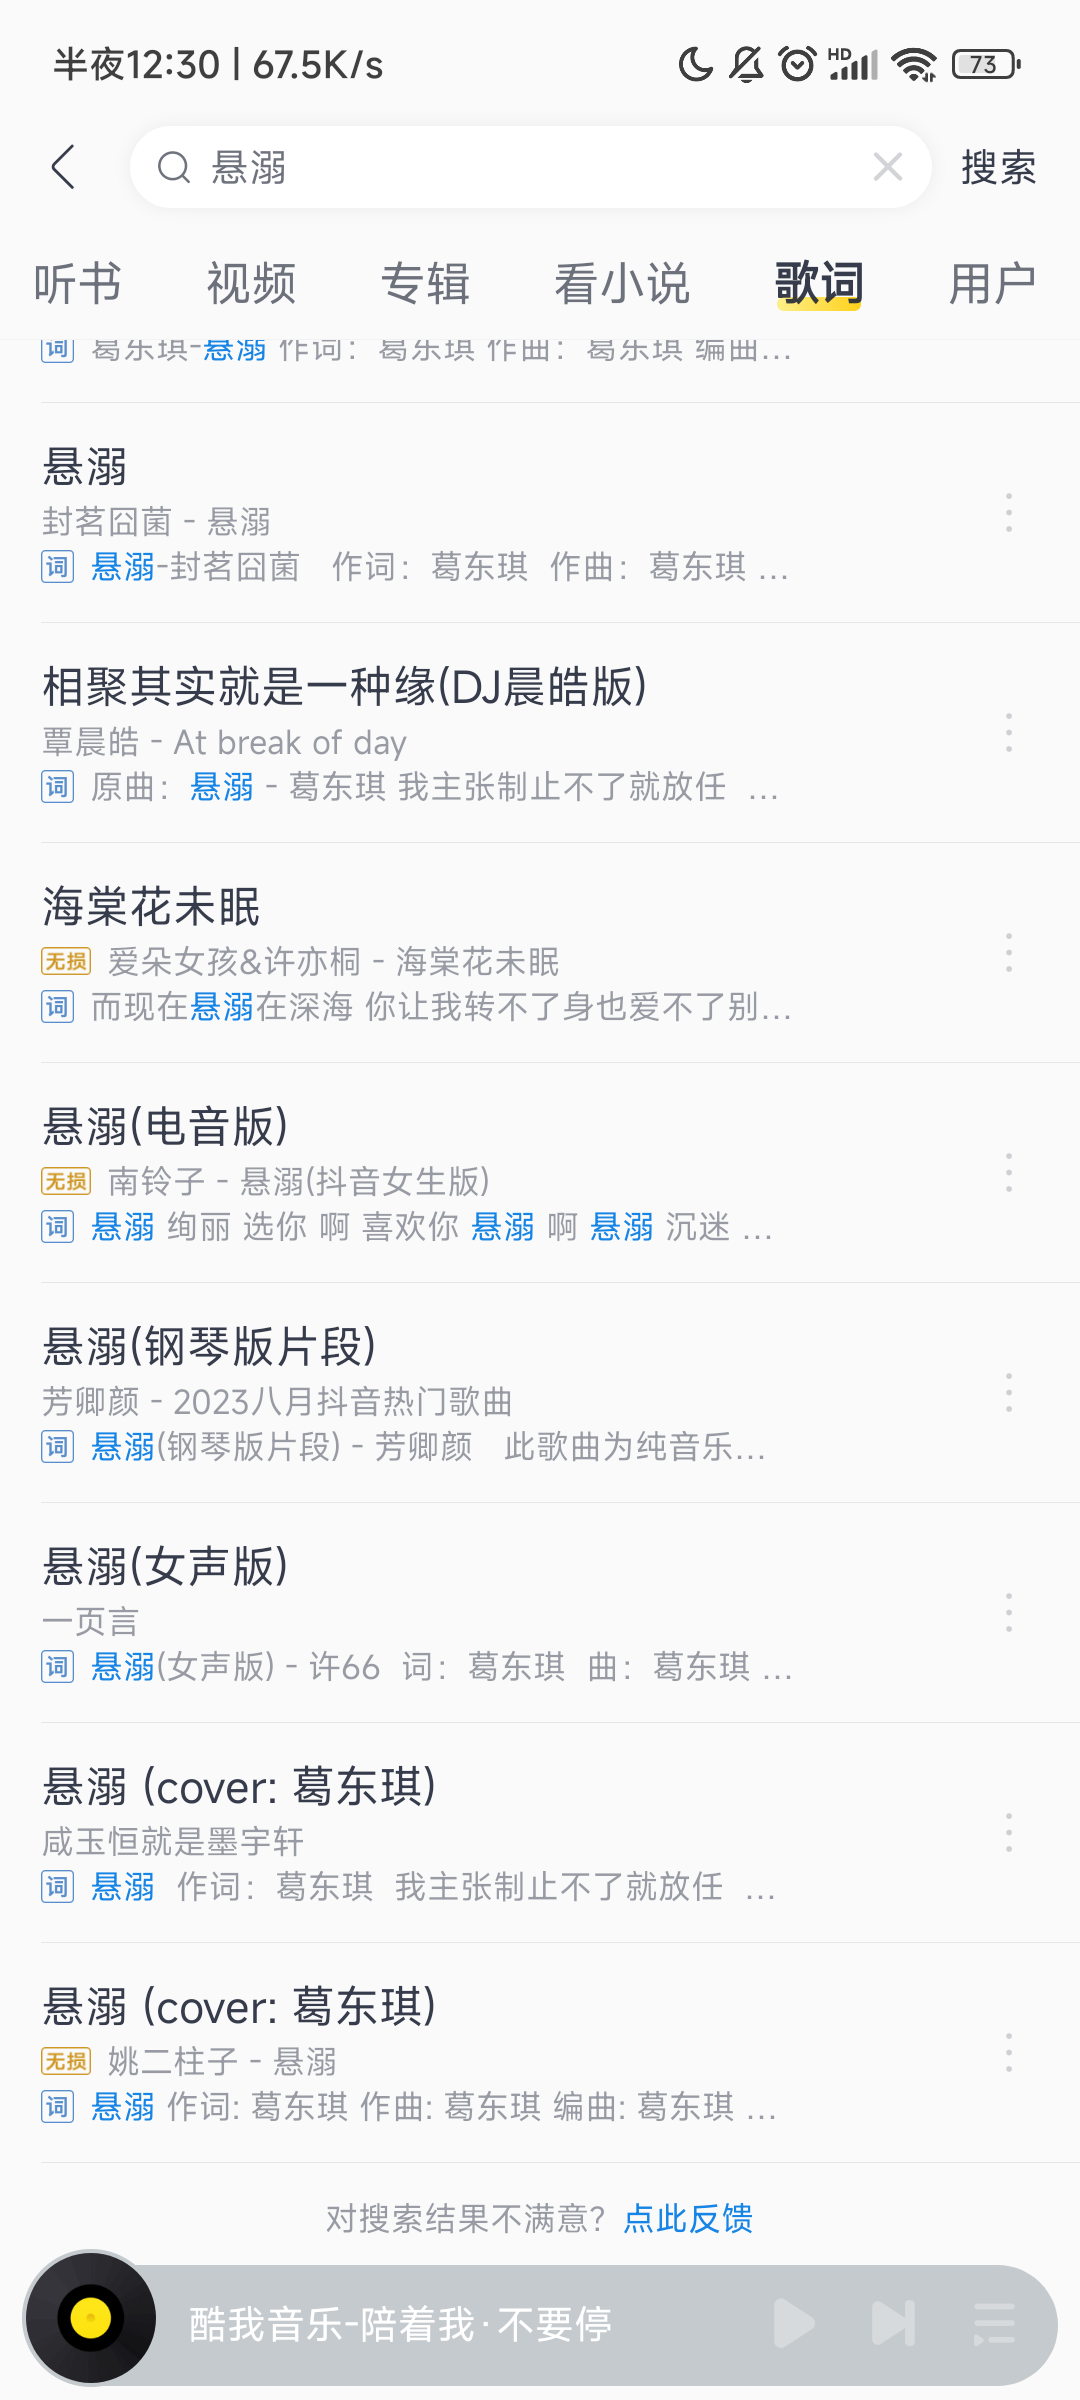 半夜12:30 | 67.5K/s HD 73
悬溺 搜索
听书 视频 专辑 看小说 歌词 用户
词 葛东琪-悬溺 作词：葛东琪 作曲：葛东琪 编曲...
悬溺
封茗囧菌 - 悬溺
词 悬溺-封茗囧菌 作词：葛东琪 作曲：葛东琪 ...
相聚其实就是一种缘(DJ晨皓版)
覃晨皓 - At break of day
词 原曲：悬溺 - 葛东琪 我主张制止不了就放任 ...
海棠花未眠
无损 爱朵女孩&许亦桐 - 海棠花未眠
词 而现在悬溺在深海 你让我转不了身也爱不了别...
悬溺(电音版)
无损 南铃子 - 悬溺(抖音女生版)
词 悬溺 绚丽 选你 啊 喜欢你 悬溺 啊 悬溺 沉迷 ...
悬溺(钢琴版片段)
芳卿颜 - 2023八月抖音热门歌曲
词 悬溺(钢琴版片段) - 芳卿颜 此歌曲为纯音乐...
悬溺(女声版)
一页言
词 悬溺(女声版) - 许66 词：葛东琪 曲：葛东琪 ...
悬溺 (cover: 葛东琪)
咸玉恒就是墨宇轩
词 悬溺 作词：葛东琪 我主张制止不了就放任 ...
悬溺 (cover: 葛东琪)
无损 姚二柱子 - 悬溺
词 悬溺 作词: 葛东琪 作曲: 葛东琪 编曲: 葛东琪 ...
对搜索结果不满意？点此反馈
酷我音乐-陪着我·不要停